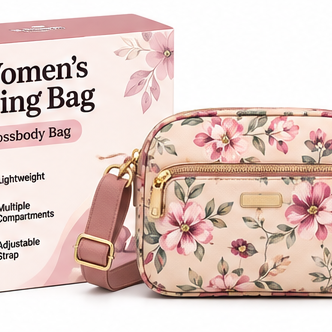 Women's
ing Bag
ossbody Bag
Lightweight
Multiple
Compartments
Adjustable
Strap